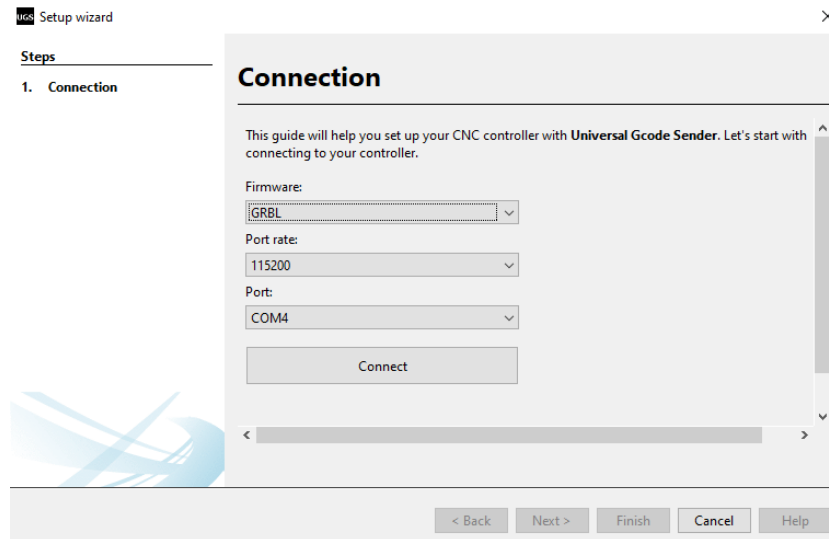 UGS Setup wizard
Steps
1. Connection
Connection
This guide will help you set up your CNC controller with Universal Gcode Sender. Let's start with
connecting to your controller.
Firmware:
GRBL
Port rate:
115200
Port:
COM4
Connect
< Back Next > Finish Cancel Help